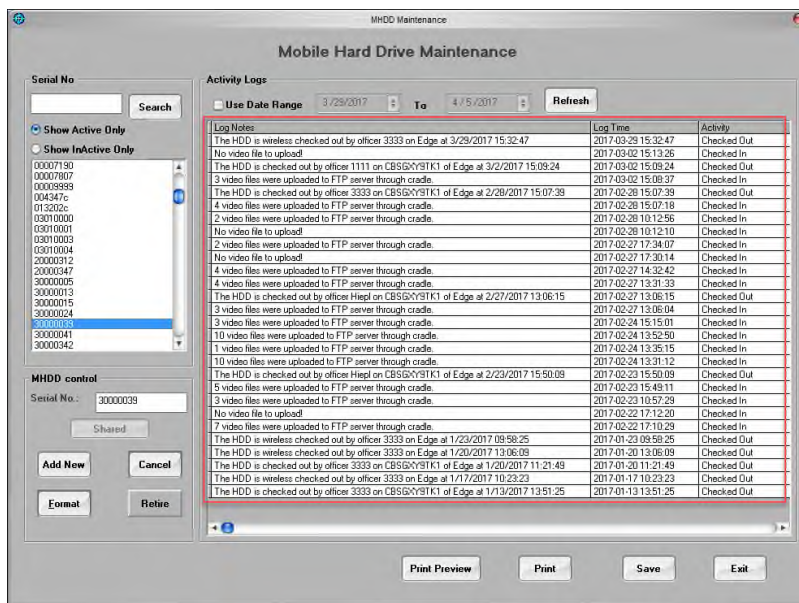 MHDD Maintenance
Mobile Hard Drive Maintenance
Serial No
Search
Show Active Only
Show InActive Only
00007190
00007807
00009999
004347c
013202c
03010000
03010001
03010003
03010004
20000312
20000347
30000005
30000013
30000015
30000024
30000039
30000041
30000342
MHDD control
Serial No.: 30000039
Shared
Add New Cancel
Format Retire
Activity Logs
Use Date Range 3/29/2017 To 4/5/2017 Refresh
Log Notes Log Time Activity
The HDD is wireless checked out by officer 3333 on Edge at 3/29/2017 15:32:47 2017-03-29 15:32:47 Checked Out
No video file to upload! 2017-03-02 15:13:26 Checked In
The HDD is checked out by officer 1111 on CBSGXY9TK1 of Edge at 3/2/2017 15:09:24 2017-03-02 15:09:24 Checked Out
3 video files were uploaded to FTP server through cradle. 2017-03-02 15:08:37 Checked In
The HDD is checked out by officer 3333 on CBSGXY9TK1 of Edge at 2/28/2017 15:07:39 2017-02-28 15:07:39 Checked Out
4 video files were uploaded to FTP server through cradle. 2017-02-28 15:07:18 Checked In
2 video files were uploaded to FTP server through cradle. 2017-02-28 10:12:56 Checked In
No video file to upload! 2017-02-28 10:12:10 Checked In
2 video files were uploaded to FTP server through cradle. 2017-02-27 17:34:07 Checked In
No video file to upload! 2017-02-27 17:30:14 Checked In
4 video files were uploaded to FTP server through cradle. 2017-02-27 14:32:42 Checked In
4 video files were uploaded to FTP server through cradle. 2017-02-27 13:31:33 Checked In
The HDD is checked out by officer Hiepl on CBSGXY9TK1 of Edge at 2/27/2017 13:06:15 2017-02-27 13:06:15 Checked Out
3 video files were uploaded to FTP server through cradle. 2017-02-27 13:06:04 Checked In
3 video files were uploaded to FTP server through cradle. 2017-02-24 15:15:01 Checked In
10 video files were uploaded to FTP server through cradle. 2017-02-24 13:52:50 Checked In
1 video files were uploaded to FTP server through cradle. 2017-02-24 13:35:15 Checked In
10 video files were uploaded to FTP server through cradle. 2017-02-24 13:31:12 Checked In
The HDD is checked out by officer Hiepl on CBSGXY9TK1 of Edge at 2/23/2017 15:50:09 2017-02-23 15:50:09 Checked Out
5 video files were uploaded to FTP server through cradle. 2017-02-23 15:49:11 Checked In
3 video files were uploaded to FTP server through cradle. 2017-02-23 10:57:29 Checked In
No video file to upload! 2017-02-22 17:12:20 Checked In
7 video files were uploaded to FTP server through cradle. 2017-02-22 17:10:29 Checked In
The HDD is wireless checked out by officer 3333 on Edge at 1/23/2017 09:58:25 2017-01-23 09:58:25 Checked Out
The HDD is wireless checked out by officer 3333 on Edge at 1/20/2017 13:06:09 2017-01-20 13:06:09 Checked Out
The HDD is checked out by officer 3333 on CBSGXY9TK1 of Edge at 1/20/2017 11:21:49 2017-01-20 11:21:49 Checked Out
The HDD is wireless checked out by officer 3333 on Edge at 1/17/2017 10:23:23 2017-01-17 10:23:23 Checked Out
The HDD is checked out by officer 3333 on CBSGXY9TK1 of Edge at 1/13/2017 13:51:25 2017-01-13 13:51:25 Checked Out
Print Preview Print Save Exit